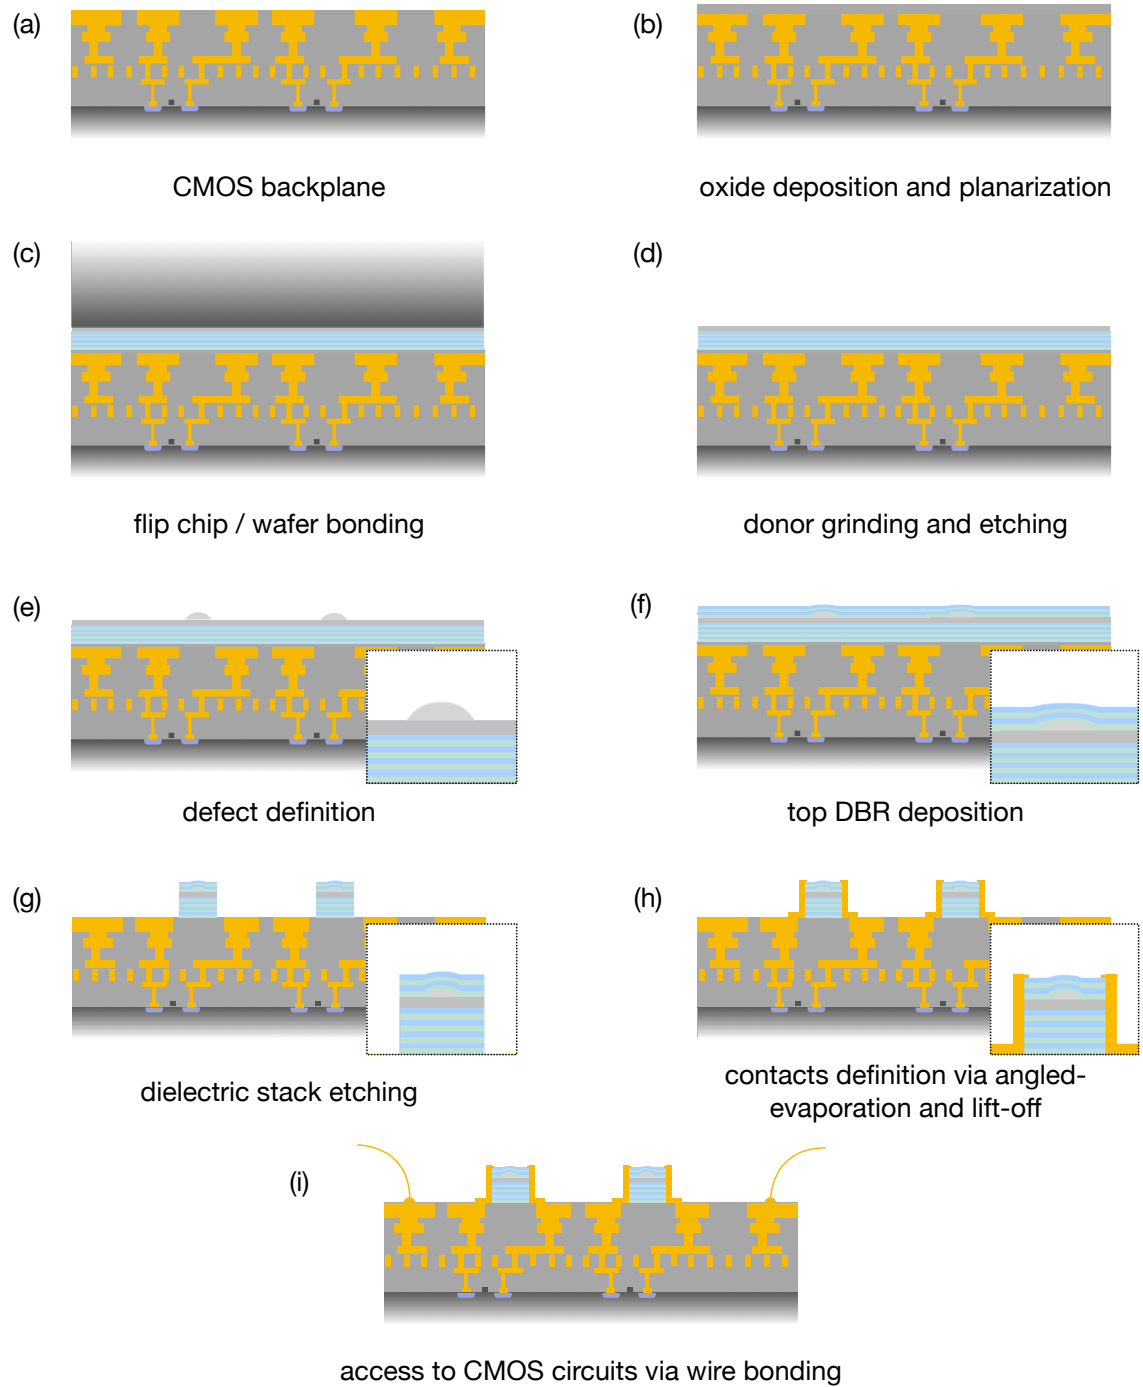 (a)
CMOS backplane
(b)
oxide deposition and planarization
(c)
flip chip / wafer bonding
(d)
donor grinding and etching
(e)
defect definition
(f)
top DBR deposition
(g)
dielectric stack etching
(h)
contacts definition via angled-
evaporation and lift-off
(i)
access to CMOS circuits via wire bonding